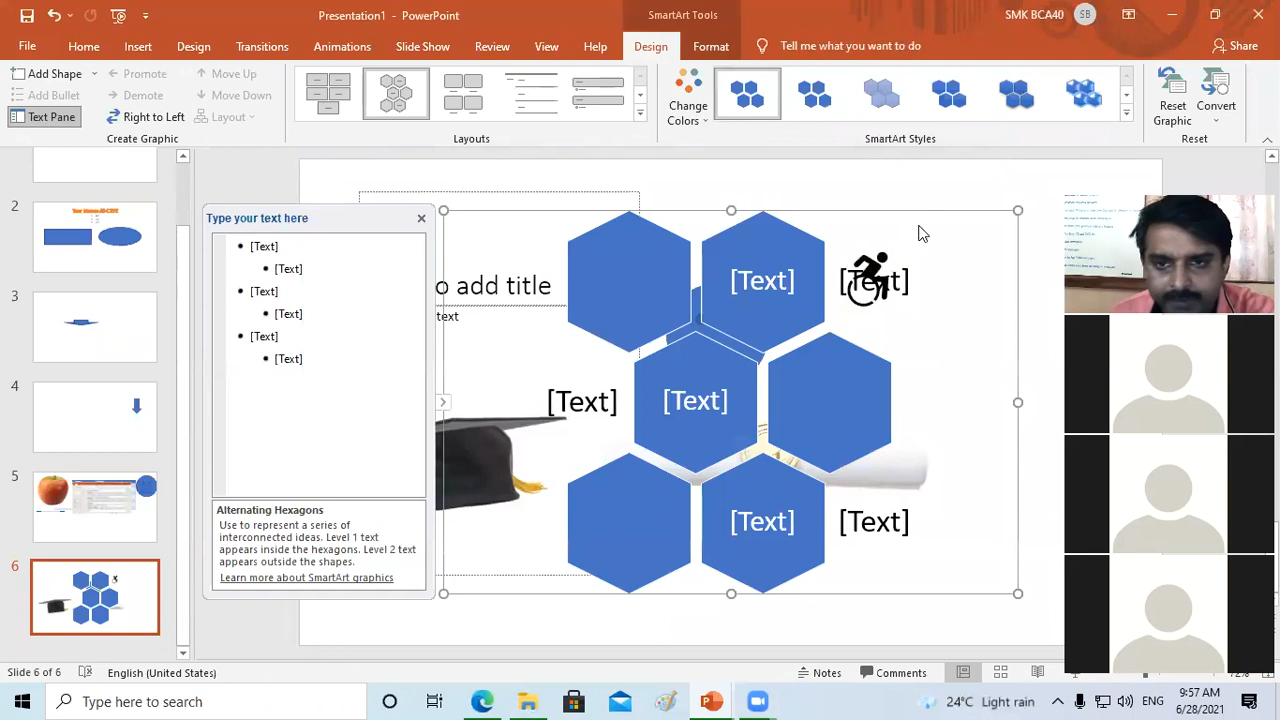 Presentation1 - PowerPoint
SmartArt Tools
SMK BCA40
SB
File
Home
Insert
Design
Transitions
Animations
Slide Show
Review
View
Help
Design
Format
Tell me what you want to do
Share
Add Shape
Promote
Move Up
Add Bullet
Demote
Move Down
Text Pane
Right to Left
Layout
Create Graphic
Layouts
Change
Colors
SmartArt Styles
Reset
Graphic
Convert
Reset
2
3
4
5
6
Type your text here
[Text]
[Text]
[Text]
[Text]
[Text]
[Text]
Alternating Hexagons
Use to represent a series of
interconnected ideas. Level 1 text
appears inside the hexagons. Level 2 text
appears outside the shapes.
Learn more about SmartArt graphics
o add title
text
[Text]
[Text]
[Text]
[Text]
[Text]
[Text]
Slide 6 of 6
English (United States)
Notes
Comments
Type here to search
24°C Light rain
ENG
9:57 AM
6/28/2021